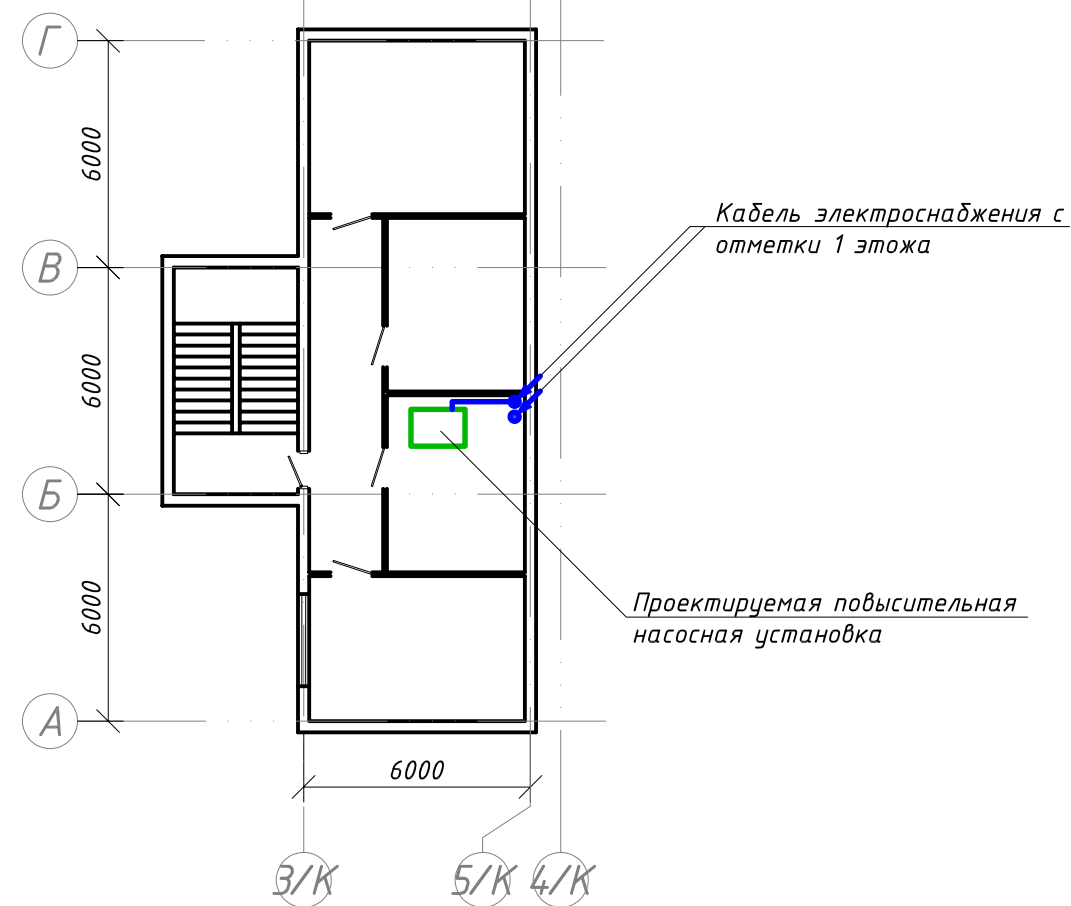 Г
6000
Кабель электроснабжения с
отметки 1 этожа
В
6000
Б
6000
Проектируемая повысительная
насосная установка
А
6000
3/К
5/К
4/К